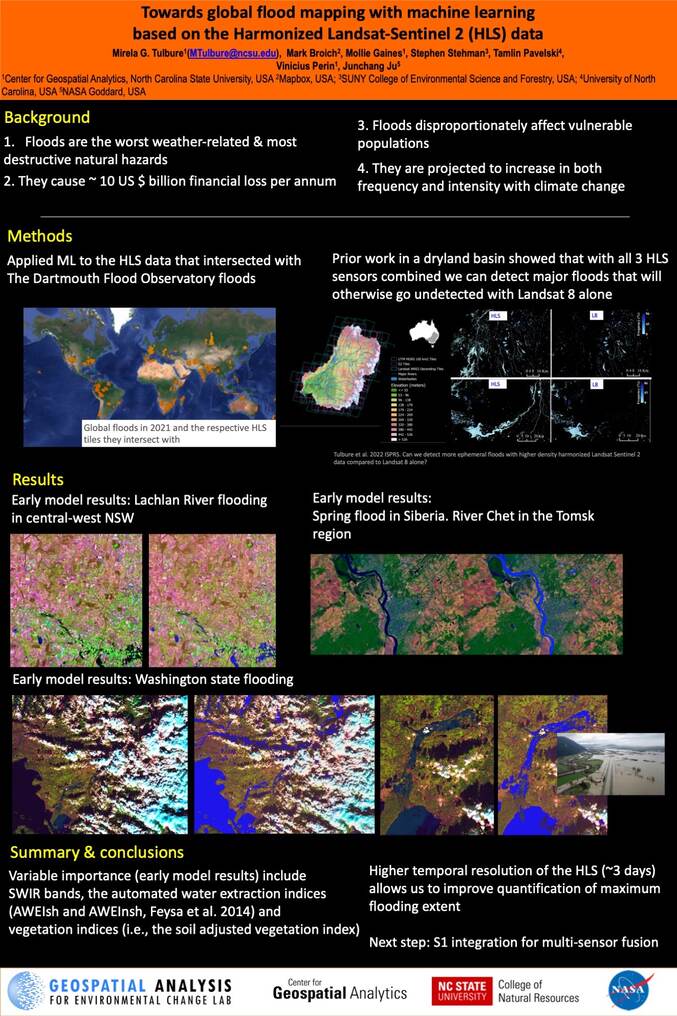 Towards global flood mapping with machine learning
based on the Harmonized Landsat-Sentinel 2 (HLS) data
Mirela G. Tulbure¹(MTulbure@ncsu.edu), Mark Broich², Mollie Gaines¹, Stephen Stehman³, Tamlin Pavelski⁴,
Vinicius Perin¹, Junchang Ju⁵
¹Center for Geospatial Analytics, North Carolina State University, USA ²Mapbox, USA; ³SUNY College of Environmental Science and Forestry, USA; ⁴University of North
Carolina, USA ⁵NASA Goddard, USA
Background
1. Floods are the worst weather-related & most
destructive natural hazards
2. They cause ~ 10 US $ billion financial loss per annum
3. Floods disproportionately affect vulnerable
populations
4. They are projected to increase in both
frequency and intensity with climate change
Methods
Applied ML to the HLS data that intersected with
The Dartmouth Flood Observatory floods
Global floods in 2021 and the respective HLS
tiles they intersect with
Prior work in a dryland basin showed that with all 3 HLS
sensors combined we can detect major floods that will
otherwise go undetected with Landsat 8 alone
Major Rivers
Elevation (meters)
HLS
L8
HLS
L8
Tulbure et al. 2022 ISPRS. Can we detect more ephemeral floods with higher density harmonized Landsat Sentinel 2
data compared to Landsat 8 alone?
Results
Early model results: Lachlan River flooding
in central-west NSW
Early model results:
Spring flood in Siberia. River Chet in the Tomsk
region
Early model results: Washington state flooding
Summary & conclusions
Variable importance (early model results) include
SWIR bands, the automated water extraction indices
(AWEIsh and AWEInsh, Feysa et al. 2014) and
vegetation indices (i.e., the soil adjusted vegetation index)
Higher temporal resolution of the HLS (~3 days)
allows us to improve quantification of maximum
flooding extent
Next step: S1 integration for multi-sensor fusion
GEOSPATIAL ANALYSIS
FOR ENVIRONMENTAL CHANGE LAB
Center for
Geospatial Analytics
NC STATE
UNIVERSITY
College of
Natural Resources
NASA